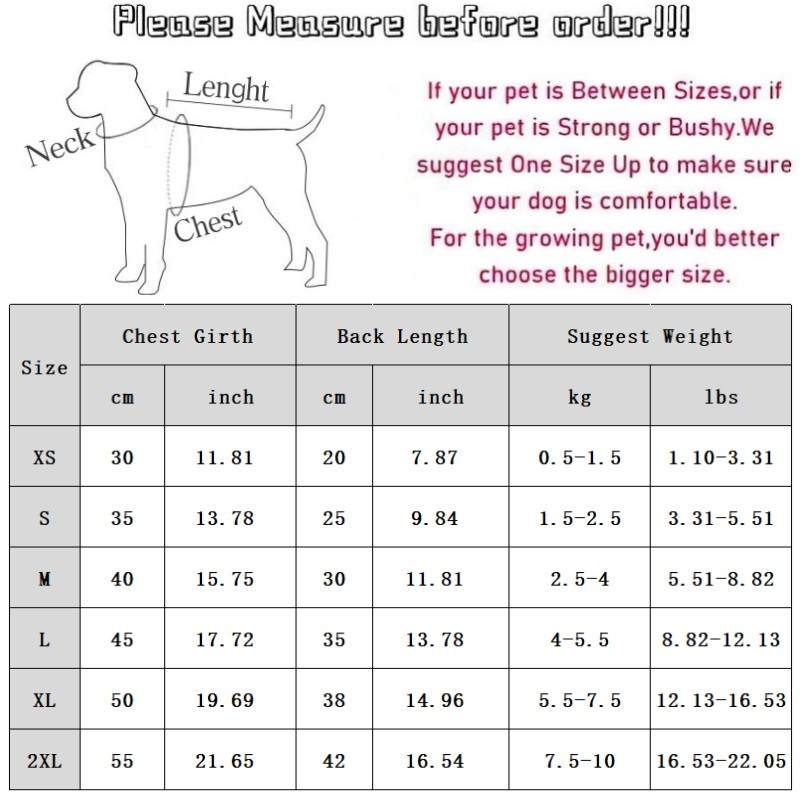 Please Measure before order!!!
Lenght
Neck
Chest
If your pet is Between Sizes,or if
your pet is Strong or Bushy.We
suggest One Size Up to make sure
your dog is comfortable.
For the growing pet,you'd better
choose the bigger size.
Size Chest Girth Back Length Suggest Weight
cm inch cm inch kg lbs
XS 30 11.81 20 7.87 0.5-1.5 1.10-3.31
S 35 13.78 25 9.84 1.5-2.5 3.31-5.51
M 40 15.75 30 11.81 2.5-4 5.51-8.82
L 45 17.72 35 13.78 4-5.5 8.82-12.13
XL 50 19.69 38 14.96 5.5-7.5 12.13-16.53
2XL 55 21.65 42 16.54 7.5-10 16.53-22.05